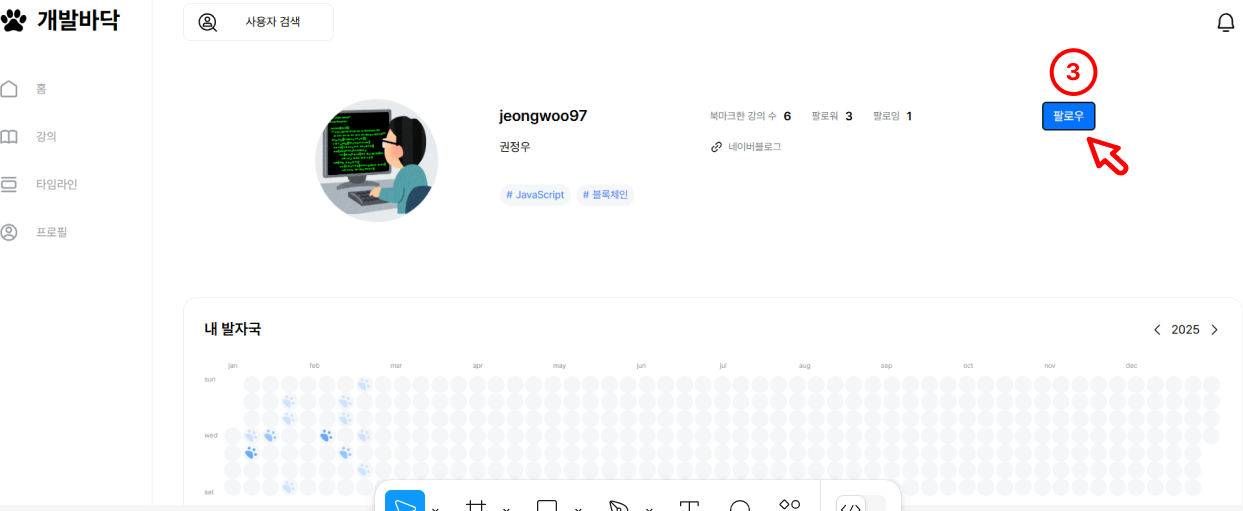 개발바닥
사용자 검색
홈
강의
타임라인
프로필
3
jeongwoo97
북마크한 강의 수 6 팔로워 3 팔로잉 1
팔로우
권정우
네이버블로그
# JavaScript # 블록체인
내 발자국
2025
jan feb mar apr may jun jul aug sep oct nov dec
sun
wed
sat